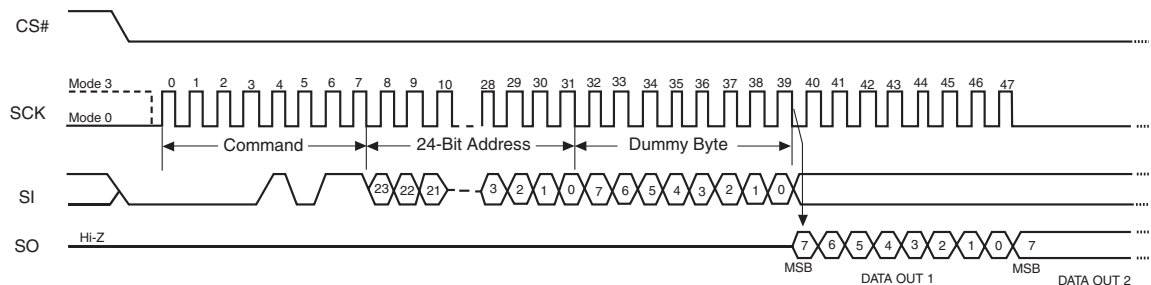 CS#
Mode 3
SCK
Mode 0
0 1 2 3 4 5 6 7 8 9 10 28 29 30 31 32 33 34 35 36 37 38 39 40 41 42 43 44 45 46 47
Command 24-Bit Address Dummy Byte
SI
23 22 21 3 2 1 0 7 6 5 4 3 2 1 0
SO
Hi-Z
7 6 5 4 3 2 1 0 7
MSB DATA OUT 1 MSB DATA OUT 2